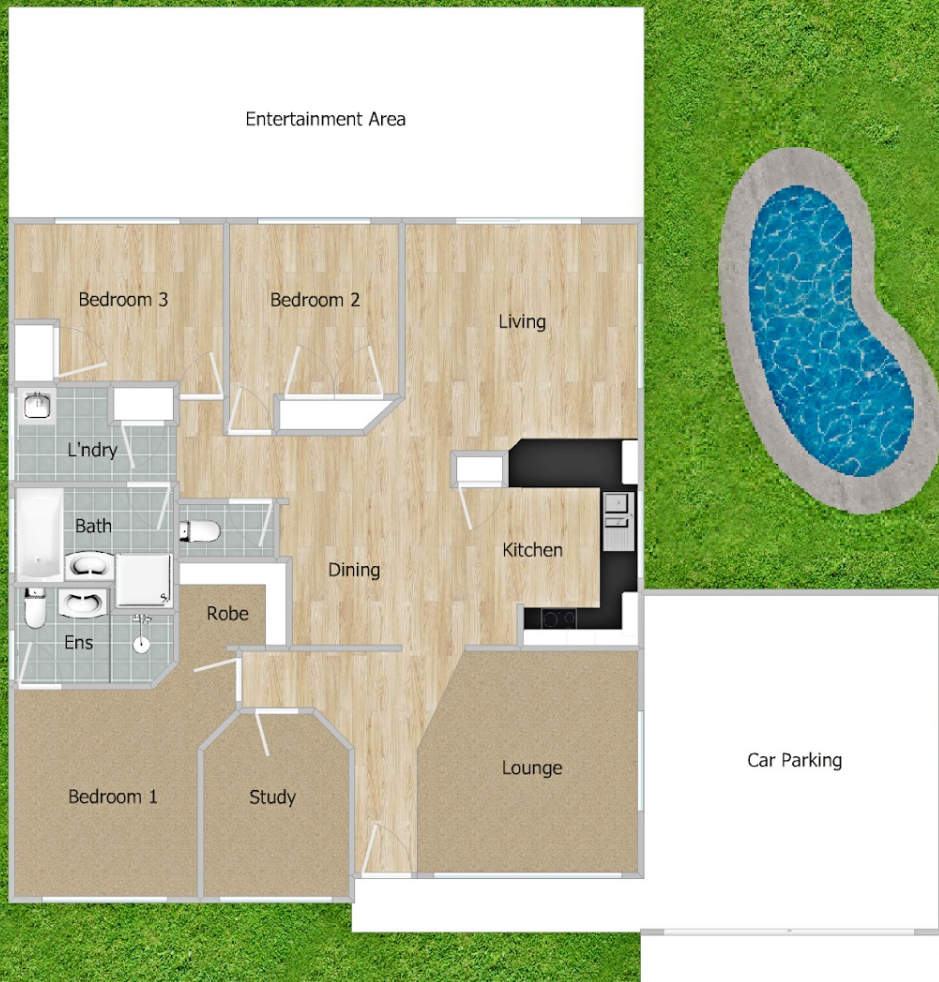 Entertainment Area
Bedroom 3
Bedroom 2
Living
L'ndry
Bath
Kitchen
Dining
Robe
Ens
Bedroom 1
Study
Lounge
Car Parking